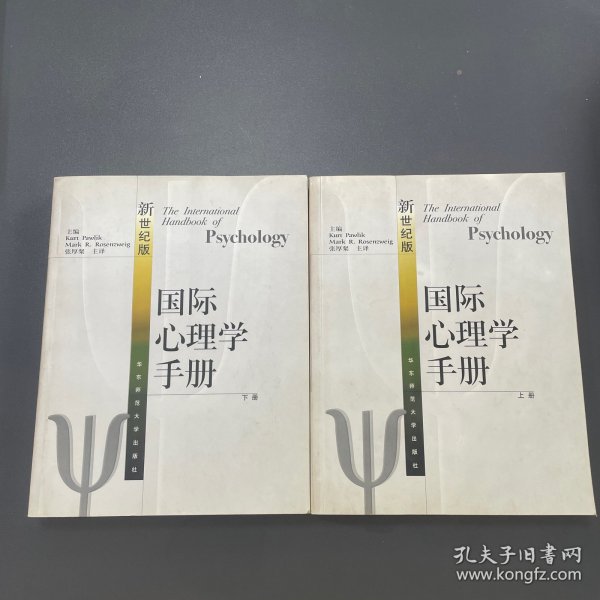 新世纪版
The International
Handbook of
Psychology
主编
Kurt Pawlik
Mark R. Rosenzweig
张厚粲 主译
国际
心理学
手册
下册
华东师范大学出版社
新世纪版
The International
Handbook of
Psychology
主编
Kurt Pawlik
Mark R. Rosenzweig
张厚粲 主译
国际
心理学
手册
上册
华东师范大学出版社
孔夫子旧书网
www.kongfz.com